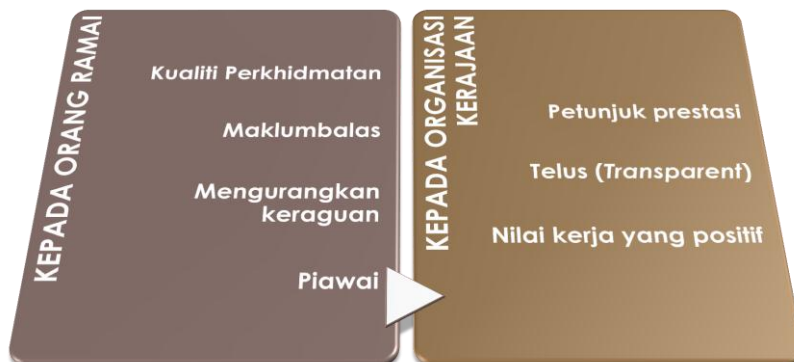 KEPADA ORANG RAMAI
Kualiti Perkhidmatan
Maklumbalas
Mengurangkan
keraguan
Piawai
KEPADA ORGANISASI
KERAJAAN
Petunjuk prestasi
Telus (Transparent)
Nilai kerja yang positif